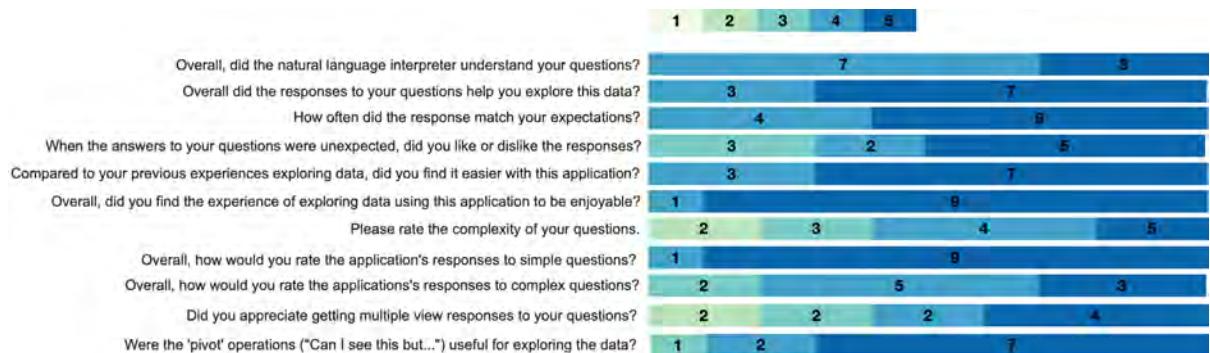 1 2 3 4 5
Overall, did the natural language interpreter understand your questions? 7 3
Overall did the responses to your questions help you explore this data? 3 7
How often did the response match your expectations? 4 9
When the answers to your questions were unexpected, did you like or dislike the responses? 3 2 5
Compared to your previous experiences exploring data, did you find it easier with this application? 3 7
Overall, did you find the experience of exploring data using this application to be enjoyable? 1 9
Please rate the complexity of your questions. 2 3 4 5
Overall, how would you rate the application's responses to simple questions? 1 9
Overall, how would you rate the applications's responses to complex questions? 2 5 3
Did you appreciate getting multiple view responses to your questions? 2 2 2 4
Were the 'pivot' operations ("Can I see this but...") useful for exploring the data? 1 2 7